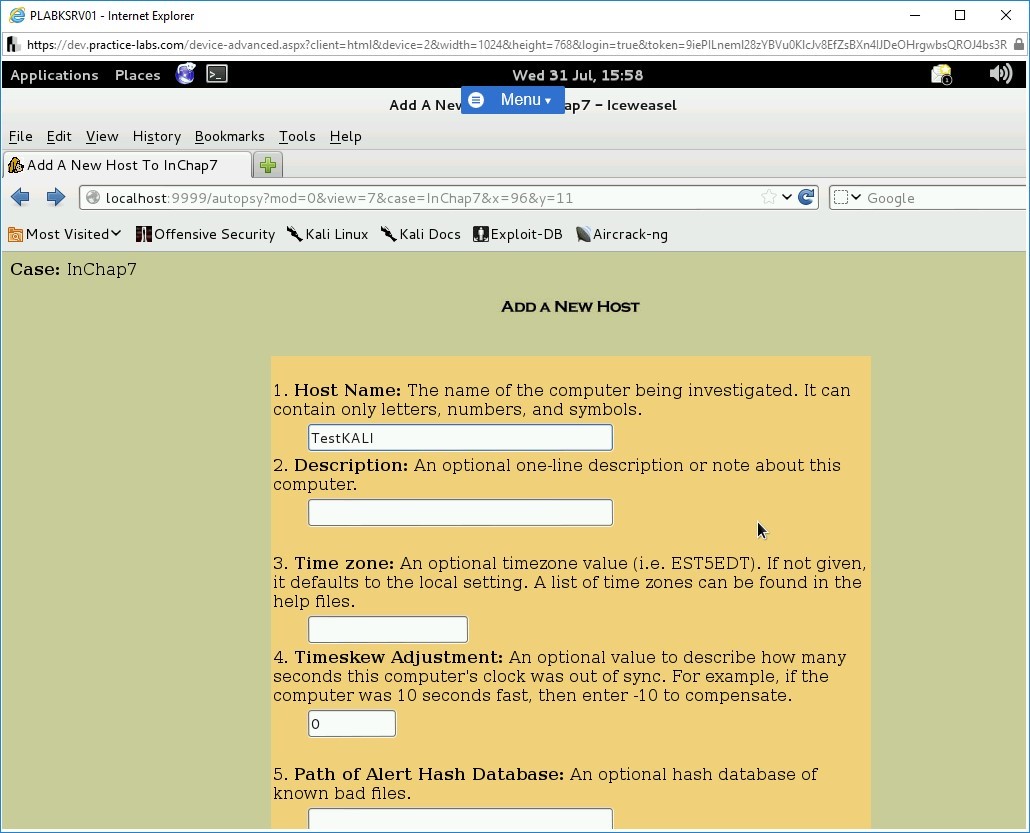 PLABKSRV01 - Internet Explorer
https://dev.practice-labs.com/device-advanced.aspx?client=html&device=2&width=1024&height=768&login=true&token=
Applications Places Wed 31 Jul, 15:58
Add A New Menu ap7 – Iceweasel
File Edit View History Bookmarks Tools Help
Add A New Host To InChap7
localhost:9999/autopsy?mod=0&view=7&case=InChap7&x=96&y=11 Google
Most Visited Offensive Security Kali Linux Kali Docs Exploit-DB Aircrack-ng
Case: InChap7
Add a New Host
1. Host Name: The name of the computer being investigated. It can
contain only letters, numbers, and symbols.
TestKALI
2. Description: An optional one-line description or note about this
computer.
3. Time zone: An optional timezone value (i.e. EST5EDT). If not given,
it defaults to the local setting. A list of time zones can be found in the
help files.
4. Timeskew Adjustment: An optional value to describe how many
seconds this computer's clock was out of sync. For example, if the
computer was 10 seconds fast, then enter -10 to compensate.
0
5. Path of Alert Hash Database: An optional hash database of
known bad files.